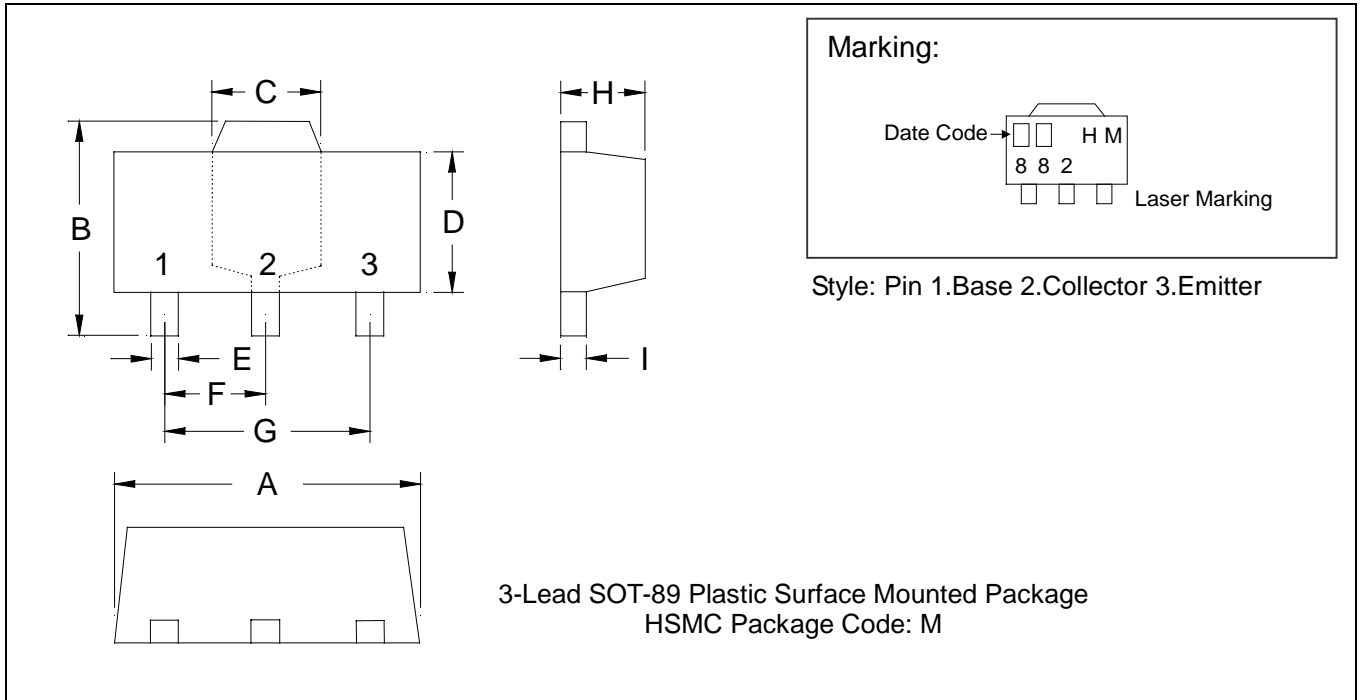 Marking:
Date Code
H M
8 8 2
Laser Marking
Style: Pin 1.Base 2.Collector 3.Emitter
C
H
B
D
1 2 3
E
I
F
G
A
3-Lead SOT-89 Plastic Surface Mounted Package
HSMC Package Code: M